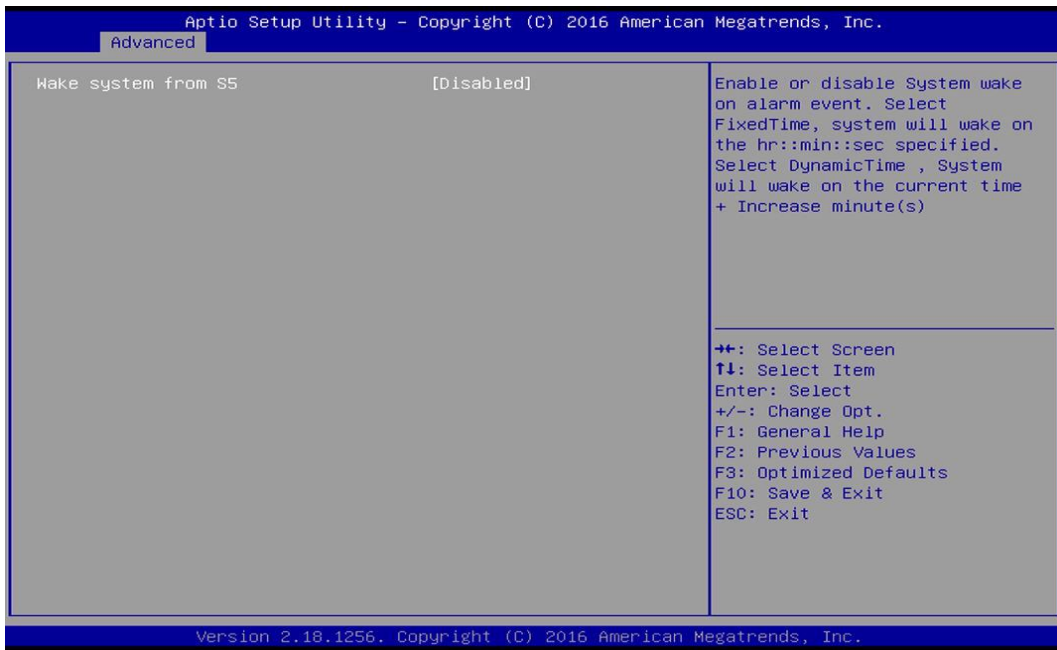 Aptio Setup Utility – Copyright (C) 2016 American Megatrends, Inc.
Advanced
Wake system from S5 [Disabled]
Enable or disable System wake
on alarm event. Select
FixedTime, system will wake on
the hr::min::sec specified.
Select DynamicTime , System
will wake on the current time
+ Increase minute(s)
→←: Select Screen
↑↓: Select Item
Enter: Select
+/-: Change Opt.
F1: General Help
F2: Previous Values
F3: Optimized Defaults
F10: Save & Exit
ESC: Exit
Version 2.18.1256. Copyright (C) 2016 American Megatrends, Inc.